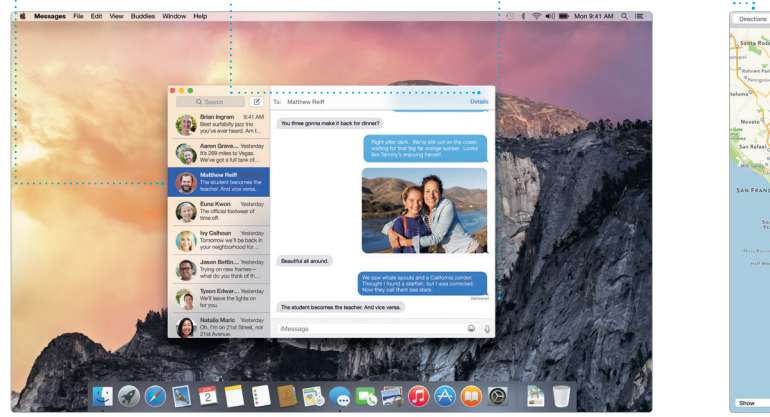 Messages File Edit View Buddies Window Help
Mon 9:41 AM
Search
To: Matthew Reiff
Details
Brian Ingram 9:41 AM
Best surfabilly jazz trio
you've ever heard. Am I...
Aaron Grave... Yesterday
It's 269 miles to Vegas.
We've got a full tank of...
Matthew Reiff
The student becomes the
teacher. And vice versa.
Euna Kwon Yesterday
The official footwear of
time off.
Ivy Calhoun Yesterday
Tomorrow we'll be back in
your neighborhood for...
Jason Bettin... Yesterday
Trying on new frames—
what do you think of th...
Tyson Edwar... Yesterday
We'll leave the lights on
for you.
Natalia Maric Yesterday
Oh, I'm on 21st Street, not
21st Avenue.
You three gonna make it back for dinner?
Right after dark. We're still out on the coast,
waiting for that big fat orange sunset. Looks
like Tammy's enjoying herself.
Beautiful all around.
We saw whale spouts and a California condor.
Thought I found a starfish, but I was corrected:
Now they call them sea stars.
Delivered
The student becomes the teacher. And vice versa.
iMessage
2
Directions
Santa Rosa
Rohnert Park
Penngrove
Novato
San Rafael
SAN FRANC
Show